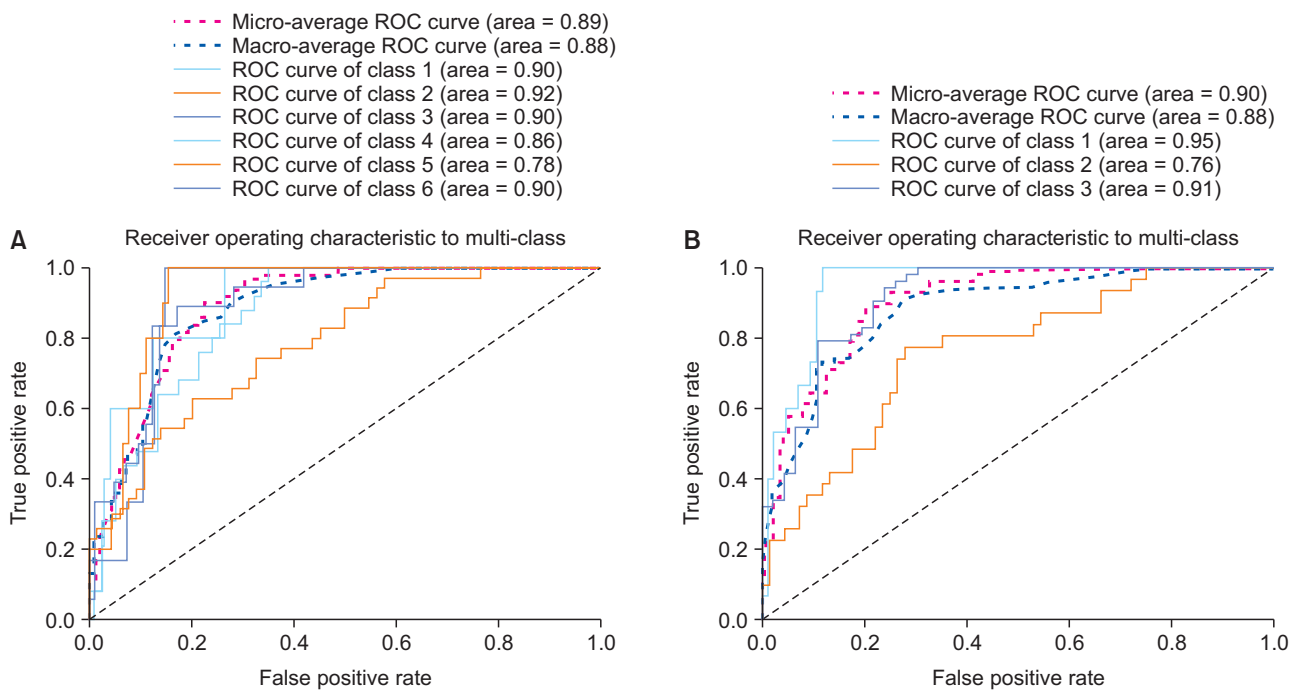 Micro-average ROC curve (area = 0.89)
Macro-average ROC curve (area = 0.88)
ROC curve of class 1 (area = 0.90)
ROC curve of class 2 (area = 0.92)
ROC curve of class 3 (area = 0.90)
ROC curve of class 4 (area = 0.86)
ROC curve of class 5 (area = 0.78)
ROC curve of class 6 (area = 0.90)
A
Receiver operating characteristic to multi-class
1.0
0.8
0.6
0.4
0.2
0.0
True positive rate
0.0 0.2 0.4 0.6 0.8 1.0
False positive rate
Micro-average ROC curve (area = 0.90)
Macro-average ROC curve (area = 0.88)
ROC curve of class 1 (area = 0.95)
ROC curve of class 2 (area = 0.76)
ROC curve of class 3 (area = 0.91)
B
Receiver operating characteristic to multi-class
1.0
0.8
0.6
0.4
0.2
0.0
True positive rate
0.0 0.2 0.4 0.6 0.8 1.0
False positive rate